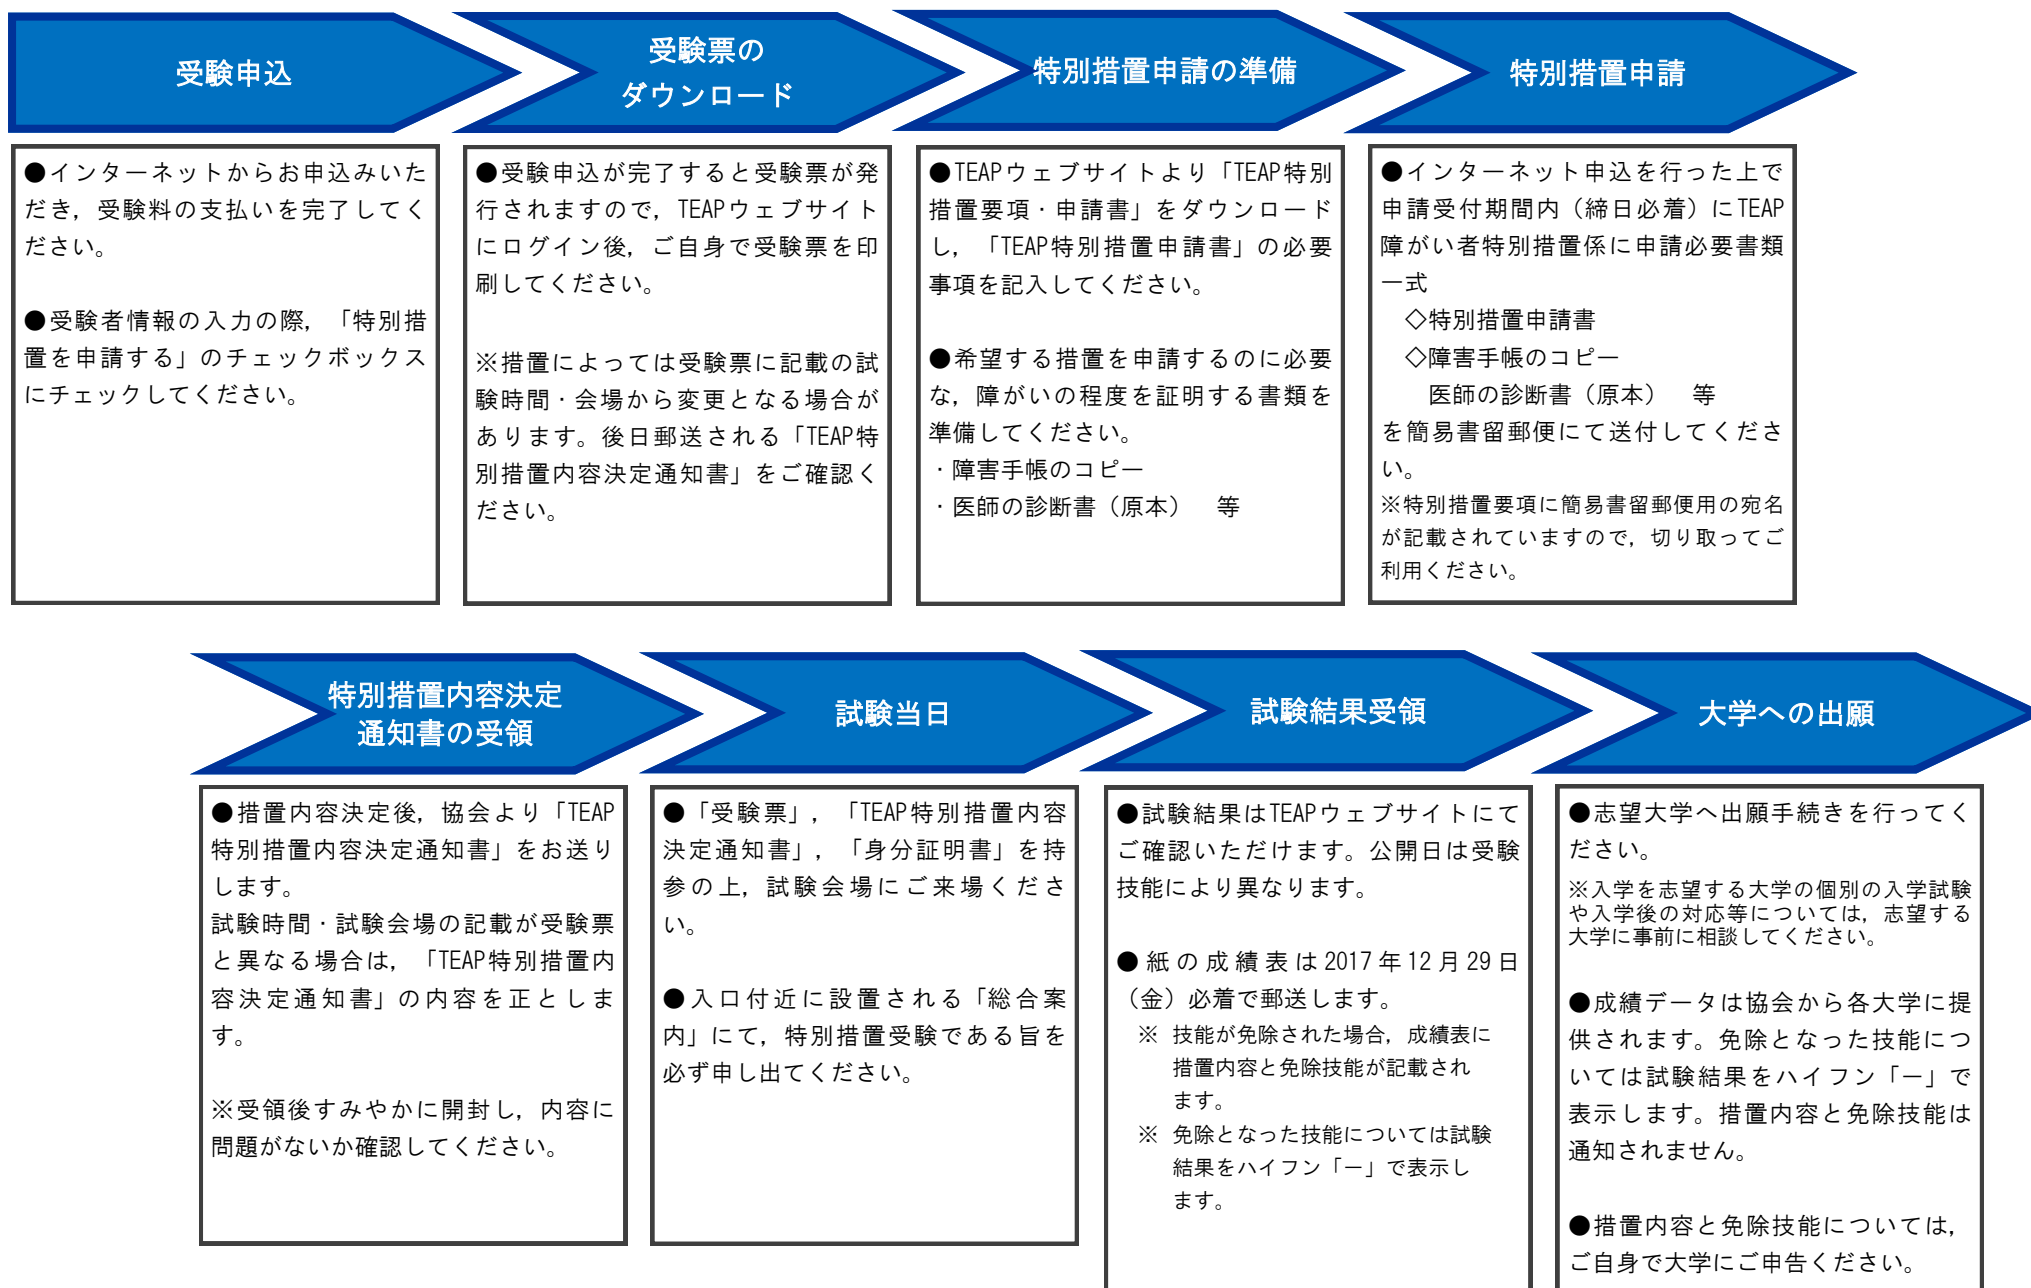 受験申込
●インターネットからお申込みいた
だき，受験料の支払いを完了してく
ださい。
●受験者情報の入力の際，「特別措
置を申請する」のチェックボックス
にチェックしてください。
受験票の
ダウンロード
●受験申込が完了すると受験票が発
行されますので，TEAPウェブサイト
にログイン後，ご自身で受験票を印
刷してください。
※措置によっては受験票に記載の試
験時間・会場から変更となる場合が
あります。後日郵送される「TEAP特
別措置内容決定通知書」をご確認く
ださい。
特別措置申請の準備
●TEAPウェブサイトより「TEAP特別
措置要項・申請書」をダウンロード
し，「TEAP特別措置申請書」の必要
事項を記入してください。
●希望する措置を申請するのに必要
な，障がいの程度を証明する書類を
準備してください。
・障害手帳のコピー
・医師の診断書（原本）　等
特別措置申請
●インターネット申込を行った上で
申請受付期間内（締日必着）にTEAP
障がい者特別措置係に申請必要書類
一式
◇特別措置申請書
◇障害手帳のコピー
医師の診断書（原本）　等
を簡易書留郵便にて送付してくださ
い。
※特別措置要項に簡易書留郵便用の宛名
が記載されていますので，切り取ってご
利用ください。
特別措置内容決定
通知書の受領
●措置内容決定後，協会より「TEAP
特別措置内容決定通知書」をお送り
します。
試験時間・試験会場の記載が受験票
と異なる場合は，「TEAP特別措置内
容決定通知書」の内容を正としま
す。
※受領後すみやかに開封し，内容に
問題がないか確認してください。
試験当日
●「受験票」，「TEAP特別措置内容
決定通知書」，「身分証明書」を持
参の上，試験会場にご来場くださ
い。
●入口付近に設置される「総合案
内」にて，特別措置受験である旨を
必ず申し出てください。
試験結果受領
●試験結果はTEAPウェブサイトにて
ご確認いただけます。公開日は受験
技能により異なります。
●紙の成績表は2017年12月29日
（金）必着で郵送します。
※ 技能が免除された場合，成績表に
措置内容と免除技能が記載され
ます。
※ 免除となった技能については試験
結果をハイフン「－」で表示し
ます。
大学への出願
●志望大学へ出願手続きを行ってく
ださい。
※入学を志望する大学の個別の入学試験
や入学後の対応等については，志望する
大学に事前に相談してください。
●成績データは協会から各大学に提
供されます。免除となった技能につ
いては試験結果をハイフン「－」で
表示します。措置内容と免除技能は
通知されません。
●措置内容と免除技能については，
ご自身で大学にご申告ください。